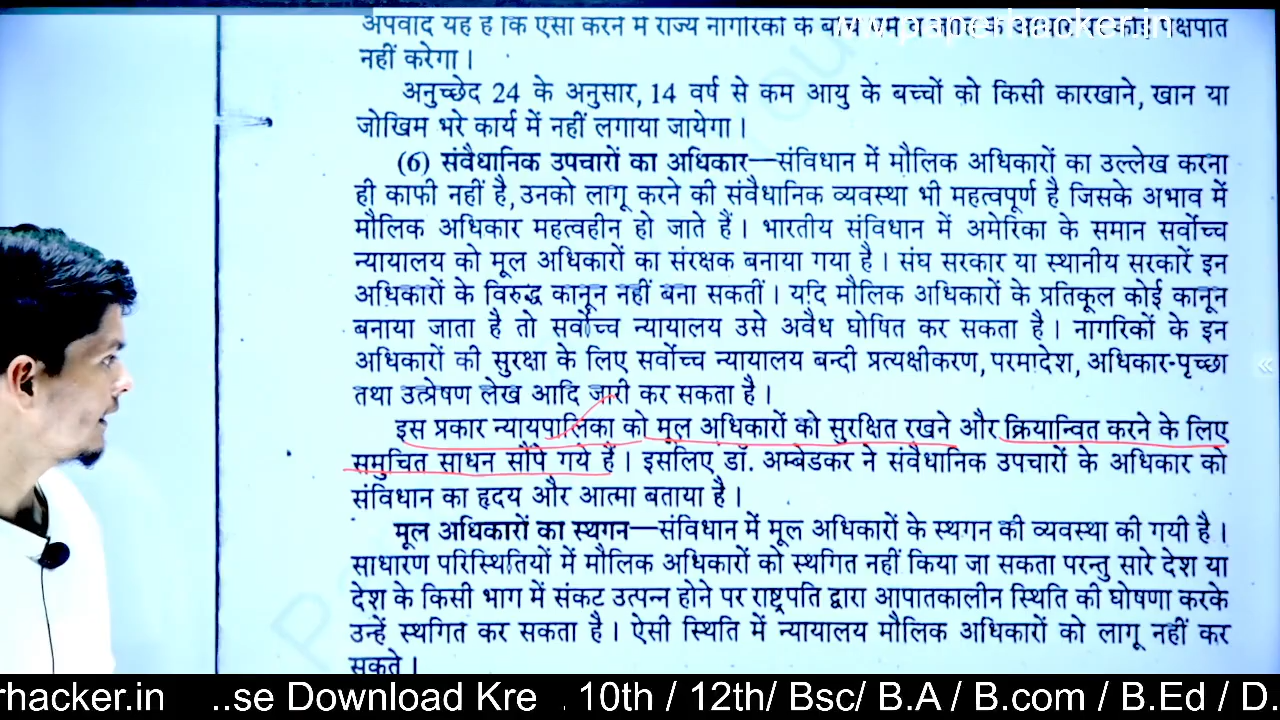 अपवाद यह है कि ऐसा करने में राज्य नागरिकों के
www.paperhacker.in
नहीं करेगा।
अनुच्छेद 24 के अनुसार, 14 वर्ष से कम आयु के बच्चों को किसी कारखाने, खान या
जोखिम भरे कार्य में नहीं लगाया जायेगा।
(6) संवैधानिक उपचारों का अधिकार—संविधान में मौलिक अधिकारों का उल्लेख करना
ही काफी नहीं है, उनको लागू करने की संवैधानिक व्यवस्था भी महत्वपूर्ण है जिसके अभाव में
मौलिक अधिकार महत्वहीन हो जाते हैं। भारतीय संविधान में अमेरिका के समान सर्वोच्च
न्यायालय को मूल अधिकारों का संरक्षक बनाया गया है। संघ सरकार या स्थानीय सरकारें इन
अधिकारों के विरुद्ध कानून नहीं बना सकतीं। यदि मौलिक अधिकारों के प्रतिकूल कोई कानून
बनाया जाता है तो सर्वोच्च न्यायालय उसे अवैध घोषित कर सकता है। नागरिकों के इन
अधिकारों की सुरक्षा के लिए सर्वोच्च न्यायालय बन्दी प्रत्यक्षीकरण, परमादेश, अधिकार-पृच्छा
तथा उत्प्रेषण लेख आदि जारी कर सकता है।
इस प्रकार न्यायपालिका को मूल अधिकारों को सुरक्षित रखने और क्रियान्वित करने के लिए
समुचित साधन सौंपे गये हैं। इसलिए डॉ. अम्बेडकर ने संवैधानिक उपचारों के अधिकार को
संविधान का हृदय और आत्मा बताया है।
मूल अधिकारों का स्थगन—संविधान में मूल अधिकारों के स्थगन की व्यवस्था की गयी है।
साधारण परिस्थितियों में मौलिक अधिकारों को स्थगित नहीं किया जा सकता परन्तु सारे देश या
देश के किसी भाग में संकट उत्पन्न होने पर राष्ट्रपति द्वारा आपातकालीन स्थिति की घोषणा करके
उन्हें स्थगित कर सकता है। ऐसी स्थिति में न्यायालय मौलिक अधिकारों को लागू नहीं कर
सकते।
rhacker.in ..se Download Kre . 10th / 12th/ Bsc/ B.A / B.com / B.Ed / D.